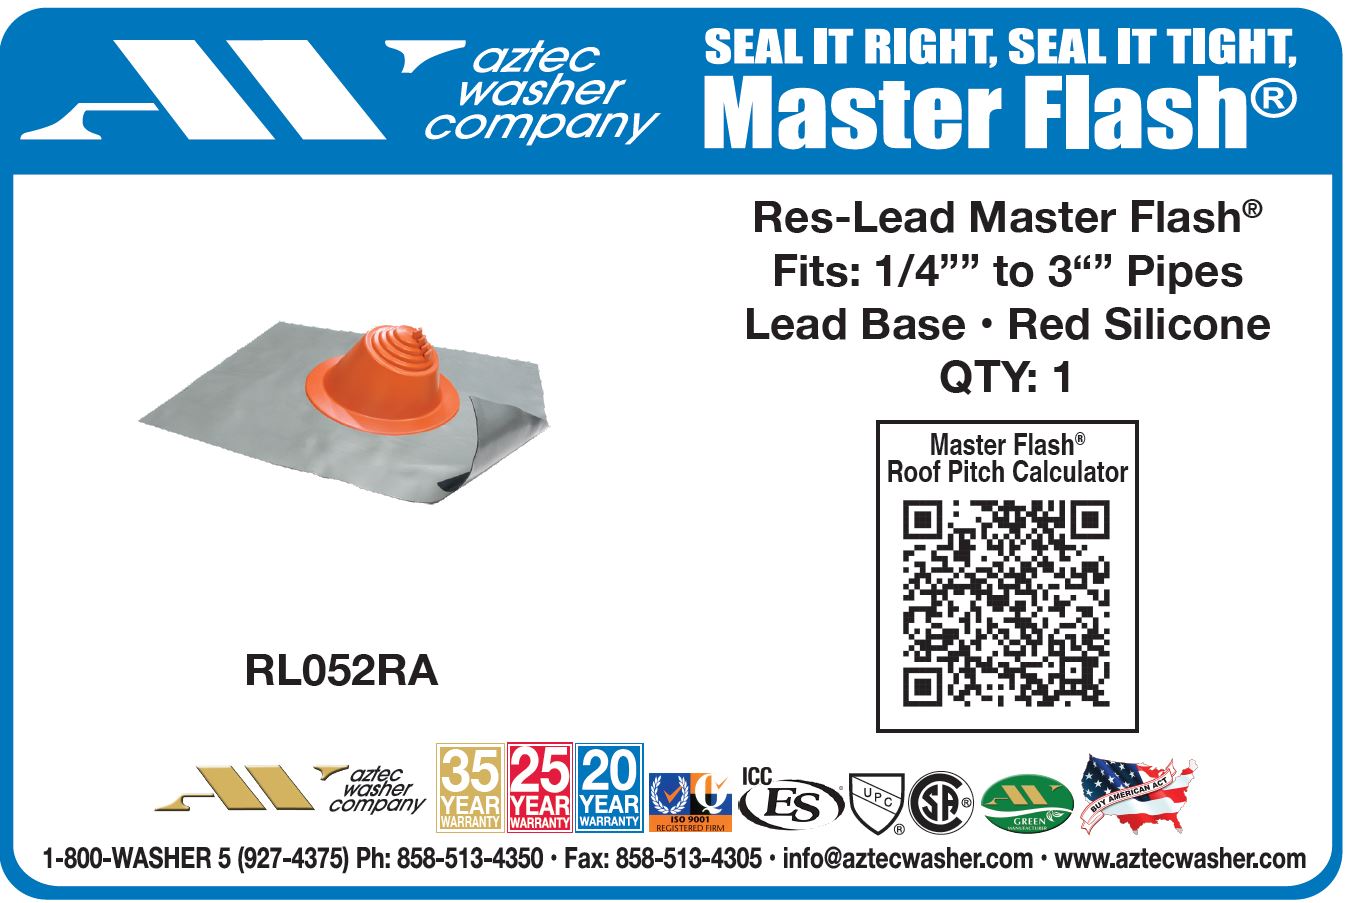 aztec
washer
company
SEAL IT RIGHT, SEAL IT TIGHT,
Master Flash®
Res-Lead Master Flash®
Fits: 1/4”” to 3“” Pipes
Lead Base • Red Silicone
QTY: 1
Master Flash®
Roof Pitch Calculator
RL052RA
aztec
washer
company
35
YEAR
WARRANTY
25
YEAR
WARRANTY
20
YEAR
WARRANTY
ISO 9001
REGISTERED FIRM
ICC
ES®
UPC®
SA®
GREEN
MANUFACTURER
BUY AMERICAN ACT
1-800-WASHER 5 (927-4375) Ph: 858-513-4350 • Fax: 858-513-4305 • info@aztecwasher.com • www.aztecwasher.com